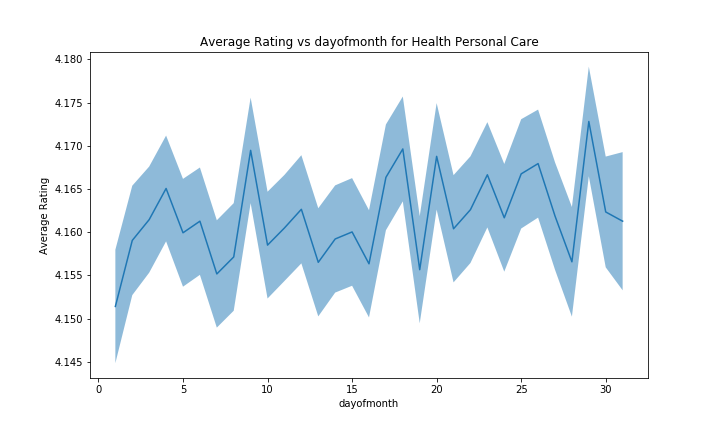 Average Rating vs dayofmonth for Health Personal Care
4.180
4.175
4.170
4.165
4.160
4.155
4.150
4.145
Average Rating
0 5 10 15 20 25 30
dayofmonth